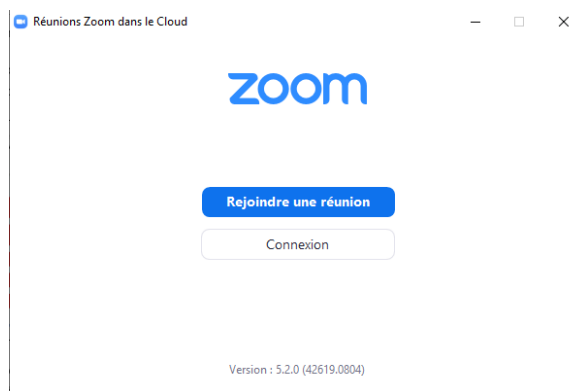 Réunions Zoom dans le Cloud
zoom
Rejoindre une réunion
Connexion
Version : 5.2.0 (42619.0804)